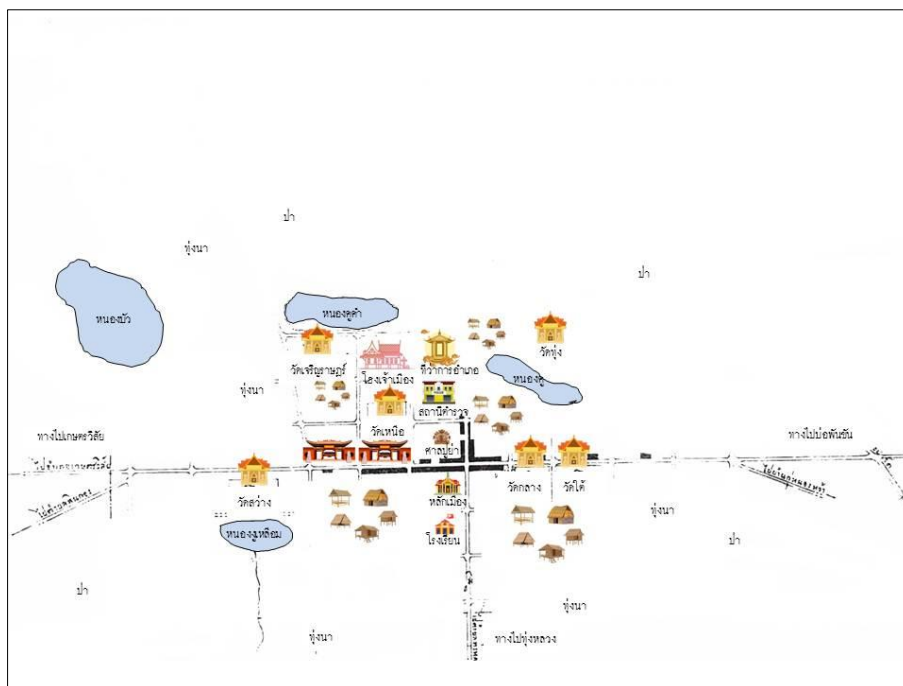 ป่า
ทุ่งนา
ป่า
หนองบัว
หนองคูคำ
วัดเจริญราษฎร์
โฮงเจ้าเมือง
ที่ว่าการอำเภอ
วัดทุ่ง
หนองคู
ทุ่งนา
สถานีตำรวจ
วัดเหนือ
ทางไปเกษตรวิสัย
ศาลปู่ย่า
ทางไปบ่อพันขัน
วัดสว่าง
หลักเมือง
วัดกลาง
วัดใต้
ทุ่งนา
หนองงูเหลือม
โรงเรียน
ป่า
ป่า
ทุ่งนา
ทุ่งนา
ทางไปทุ่งหลวง